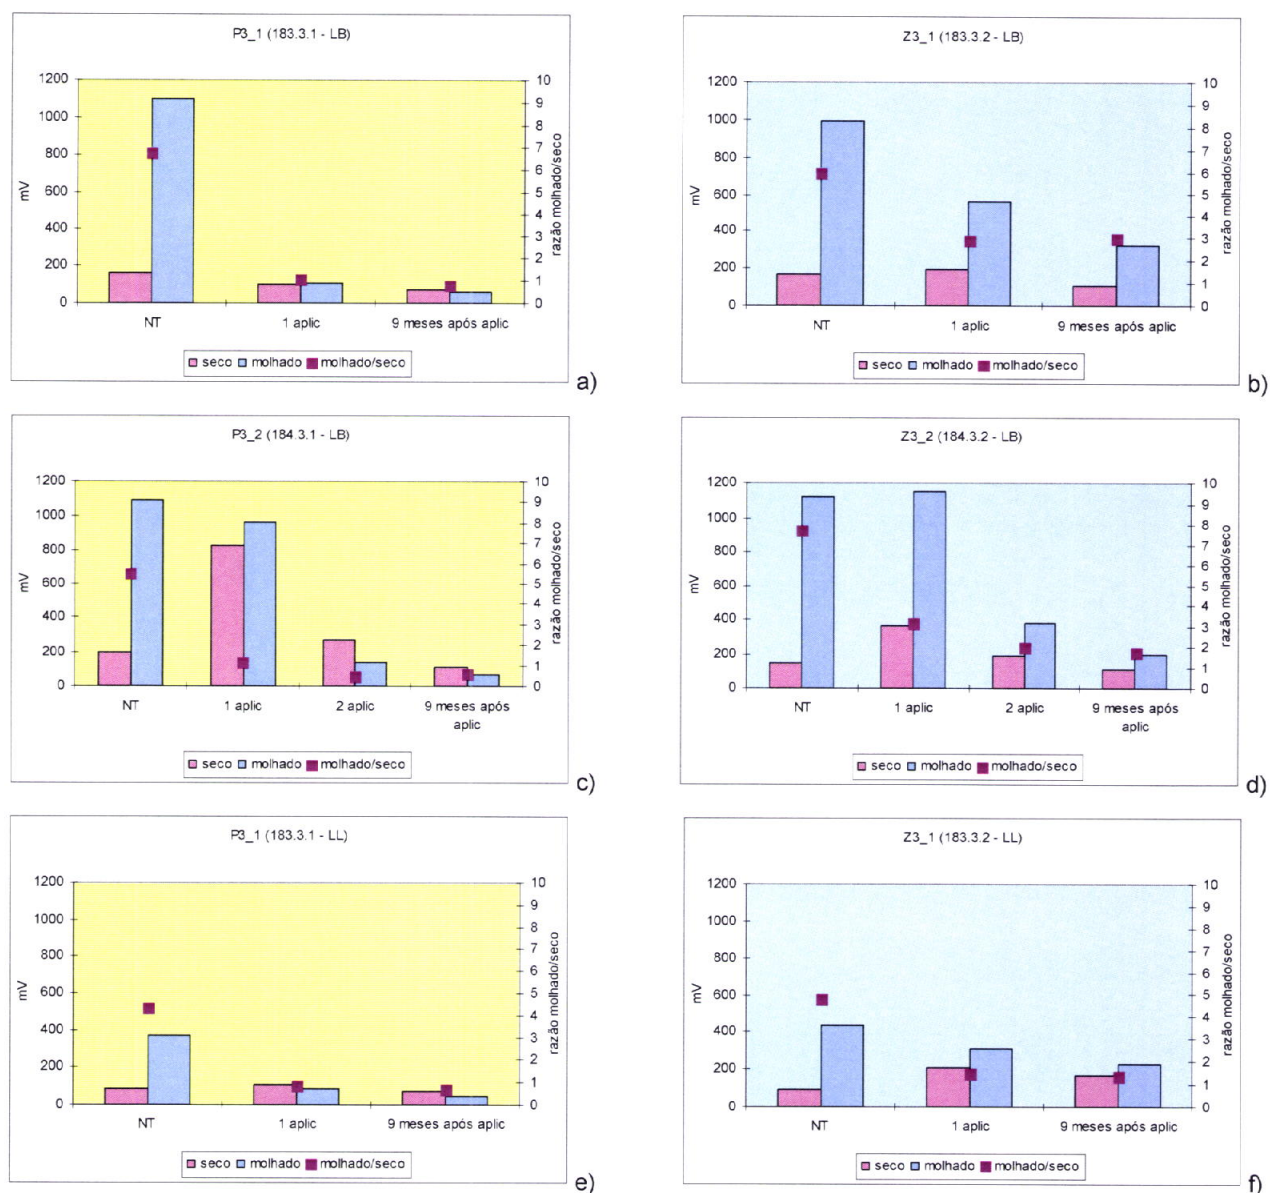 P3_1 (183.3.1 - LB)
1200
1000
800
600
400
200
0
mV
10
9
8
7
6
5
4
3
2
1
0
razão molhado/seco
NT 1 aplic 9 meses após aplic
seco molhado molhado/seco
a)
Z3_1 (183.3.2 - LB)
1200
1000
800
600
400
200
0
mV
10
9
8
7
6
5
4
3
2
1
0
razão molhado/seco
NT 1 aplic 9 meses após aplic
seco molhado molhado/seco
b)
P3_2 (184.3.1 - LB)
1200
1000
800
600
400
200
0
mV
10
9
8
7
6
5
4
3
2
1
0
razão molhado/seco
NT 1 aplic 2 aplic 9 meses após
aplic
seco molhado molhado/seco
c)
Z3_2 (184.3.2 - LB)
1200
1000
800
600
400
200
0
mV
10
9
8
7
6
5
4
3
2
1
0
razão molhado/seco
NT 1 aplic 2 aplic 9 meses após
aplic
seco molhado molhado/seco
d)
P3_1 (183.3.1 - LL)
1200
1000
800
600
400
200
0
mV
10
9
8
7
6
5
4
3
2
1
0
razão molhado/seco
NT 1 aplic 9 meses após aplic
seco molhado molhado/seco
e)
Z3_1 (183.3.2 - LL)
1200
1000
800
600
400
200
0
mV
10
9
8
7
6
5
4
3
2
1
0
razão molhado/seco
NT 1 aplic 9 meses após aplic
seco molhado molhado/seco
f)